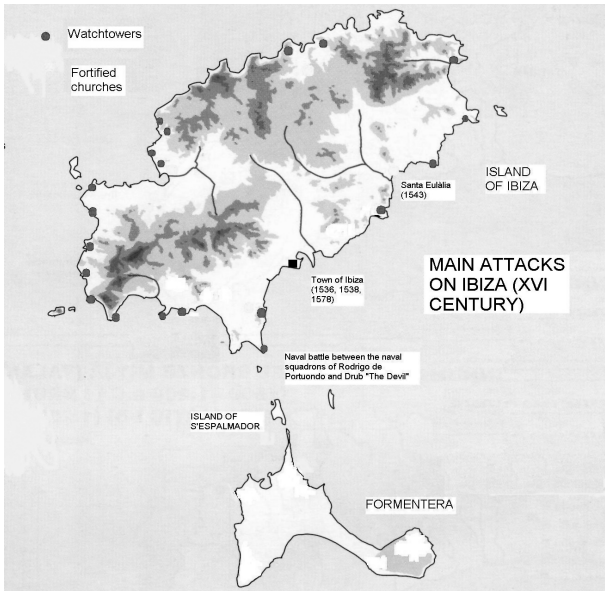 Watchtowers
Fortified
churches
ISLAND
OF IBIZA
Santa Eulàlia
(1543)
Town of Ibiza
(1536, 1538,
1578)
MAIN ATTACKS
ON IBIZA (XVI
CENTURY)
Naval battle between the naval
squadrons of Rodrigo de
Portuondo and Drub "The Devil"
ISLAND OF
S'ESPALMADOR
FORMENTERA